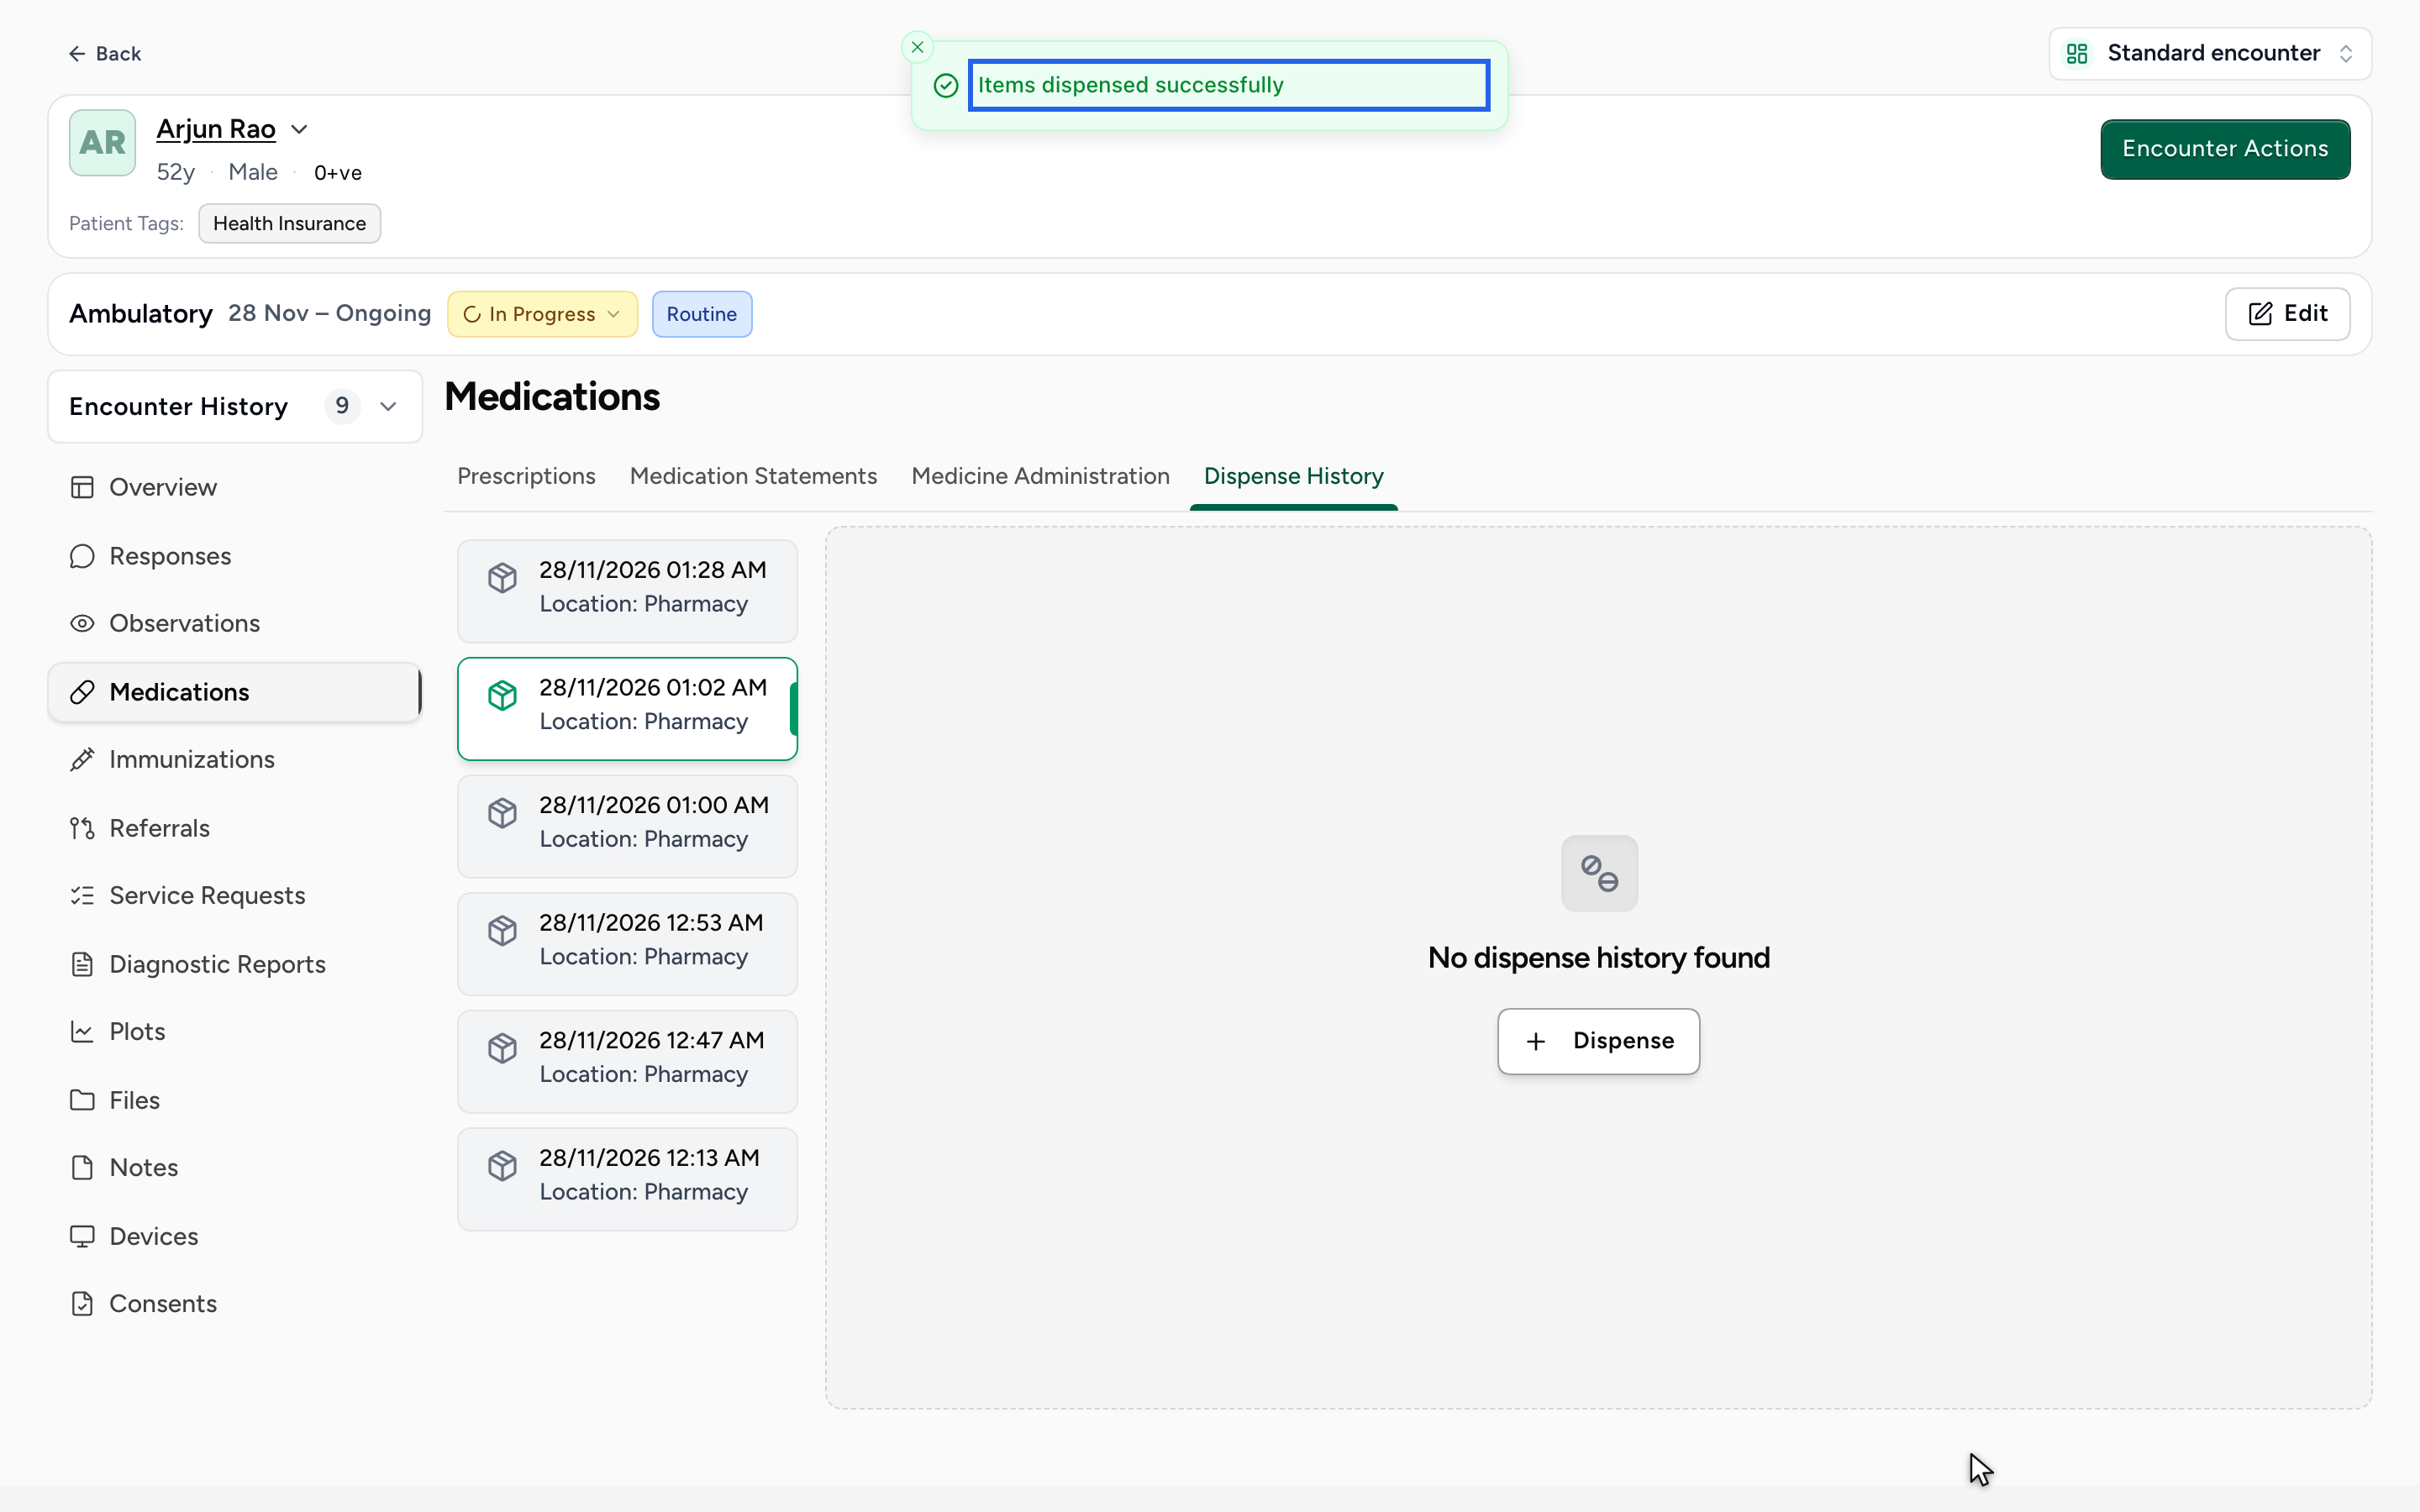 Back
Items dispensed successfully
Standard encounter
AR
Arjun Rao
52y · Male · 0+ve
Patient Tags: Health Insurance
Encounter Actions
Ambulatory 28 Nov – Ongoing In Progress Routine
Edit
Encounter History 9
Overview
Responses
Observations
Medications
Immunizations
Referrals
Service Requests
Diagnostic Reports
Plots
Files
Notes
Devices
Consents
Medications
Prescriptions Medication Statements Medicine Administration Dispense History
28/11/2026 01:28 AM
Location: Pharmacy
28/11/2026 01:02 AM
Location: Pharmacy
28/11/2026 01:00 AM
Location: Pharmacy
28/11/2026 12:53 AM
Location: Pharmacy
28/11/2026 12:47 AM
Location: Pharmacy
28/11/2026 12:13 AM
Location: Pharmacy
No dispense history found
Dispense